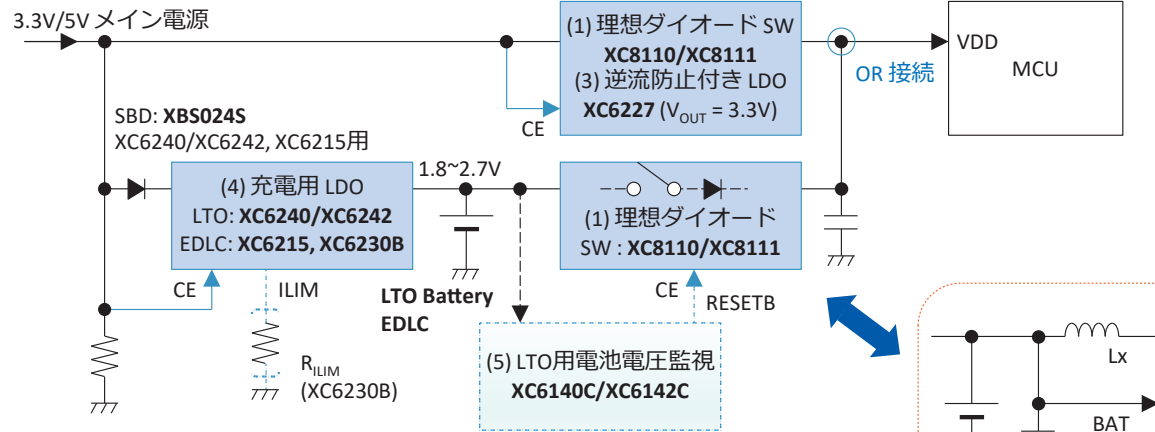 3.3V/5V メイン電源
(1) 理想ダイオード SW
XC8110/XC8111
(3) 逆流防止付き LDO
XC6227 (VOUT = 3.3V)
CE
OR 接続
VDD
MCU
SBD: XBS024S
XC6240/XC6242, XC6215用
(4) 充電用 LDO
LTO: XC6240/XC6242
EDLC: XC6215, XC6230B
1.8~2.7V
(1) 理想ダイオード
SW : XC8110/XC8111
CE
ILIM
LTO Battery
EDLC
CE
RESETB
RILIM
(XC6230B)
(5) LTO用電池電圧監視
XC6140C/XC6142C
Lx
BAT